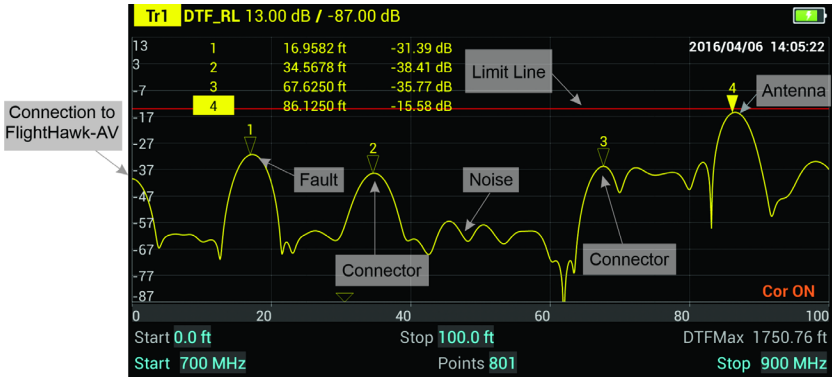 Tr1 DTF_RL 13.00 dB / -87.00 dB
13
1 16.9582 ft -31.39 dB
2016/04/06 14:05:22
3
2 34.5678 ft -38.41 dB
Limit Line
-7
3 67.6250 ft -35.77 dB
4
Antenna
4 86.1250 ft -15.58 dB
Connection to
FlightHawk-AV
-17
1
2
3
-27
-37
Fault
Noise
-47
-57
Connector
Connector
-67
-77
-87
Cor ON
0 20 40 60 80 100
Start 0.0 ft Stop 100.0 ft DTFMax 1750.76 ft
Start 700 MHz Points 801 Stop 900 MHz